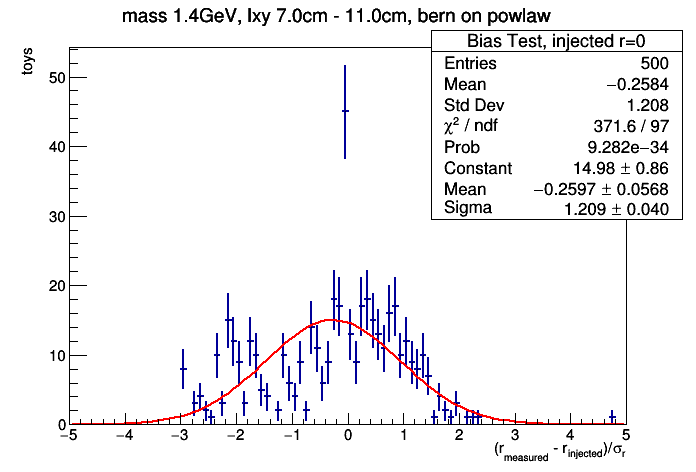 mass 1.4GeV, lxy 7.0cm - 11.0cm, bern on powlaw
toys
Bias Test, injected r=0
Entries 500
Mean −0.2584
Std Dev 1.208
χ² / ndf 371.6 / 97
Prob 9.282e−34
Constant 14.98 ± 0.86
Mean −0.2597 ± 0.0568
Sigma 1.209 ± 0.040
50
40
30
20
10
0
−5 −4 −3 −2 −1 0 1 2 3 4 5
(r_measured - r_injected)/σ_r